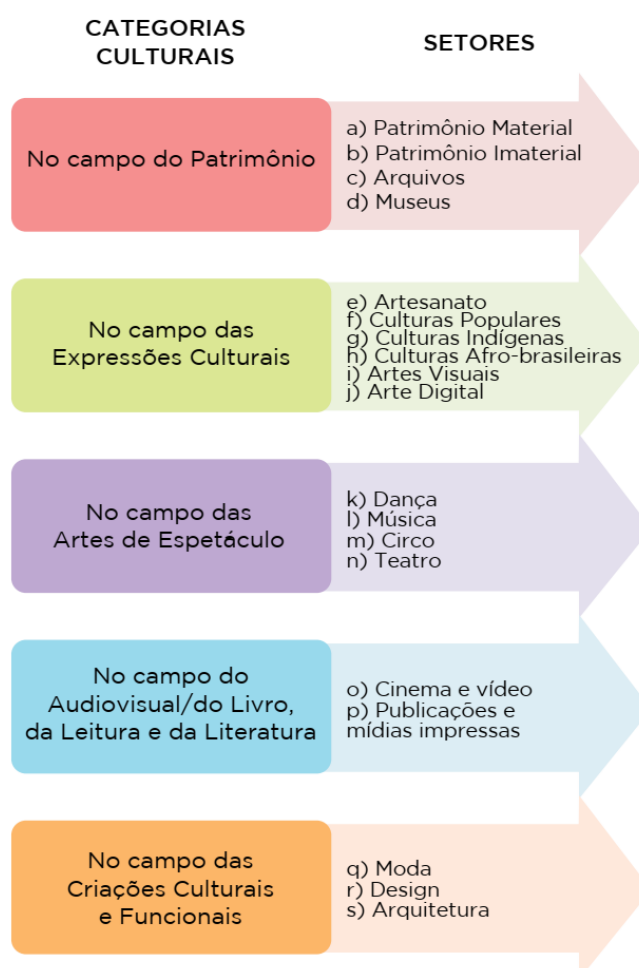 CATEGORIAS
CULTURAIS
SETORES
No campo do Patrimônio
a) Patrimônio Material
b) Patrimônio Imaterial
c) Arquivos
d) Museus
No campo das
Expressões Culturais
e) Artesanato
f) Culturas Populares
g) Culturas Indígenas
h) Culturas Afro-brasileiras
i) Artes Visuais
j) Arte Digital
No campo das
Artes de Espetáculo
k) Dança
l) Música
m) Circo
n) Teatro
No campo do
Audiovisual/do Livro,
da Leitura e da Literatura
o) Cinema e vídeo
p) Publicações e
mídias impressas
No campo das
Criações Culturais
e Funcionais
q) Moda
r) Design
s) Arquitetura